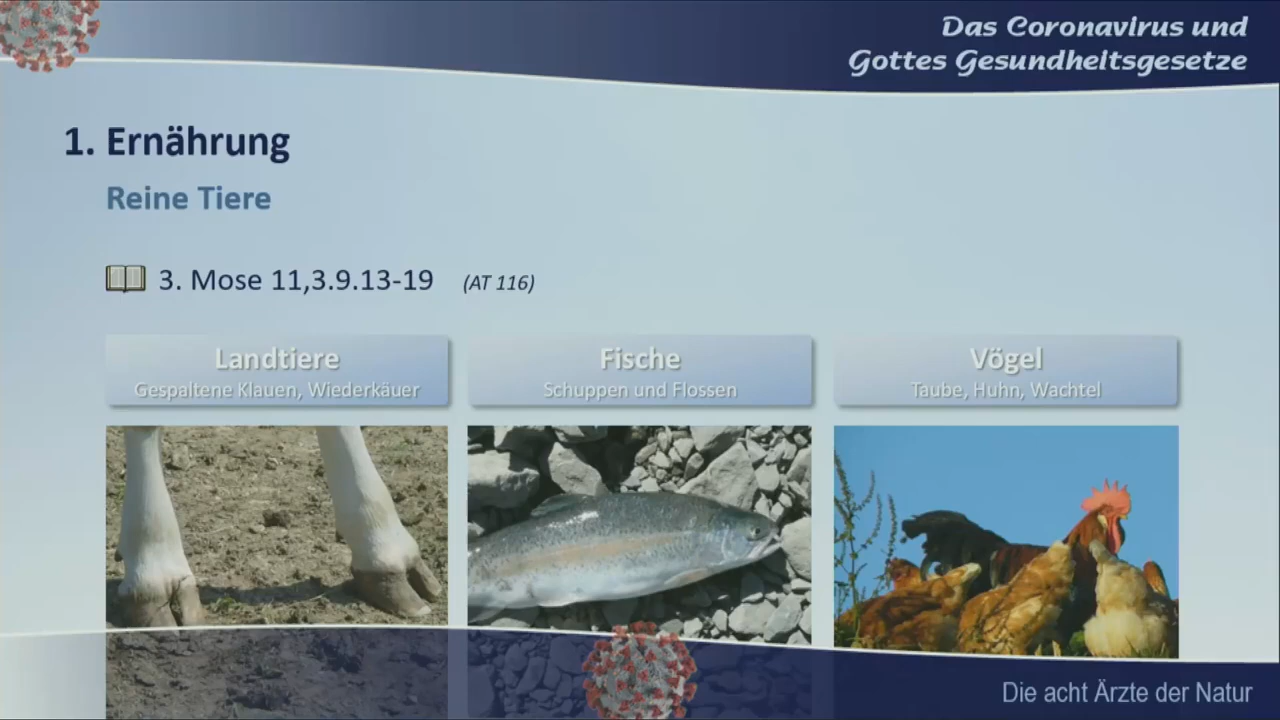 Das Coronavirus und
Gottes Gesundheitsgesetze
1. Ernährung
Reine Tiere
3. Mose 11,3.9.13-19 (AT 116)
Landtiere
Gespaltene Klauen, Wiederkäuer
Fische
Schuppen und Flossen
Vögel
Taube, Huhn, Wachtel
Die acht Ärzte der Natur